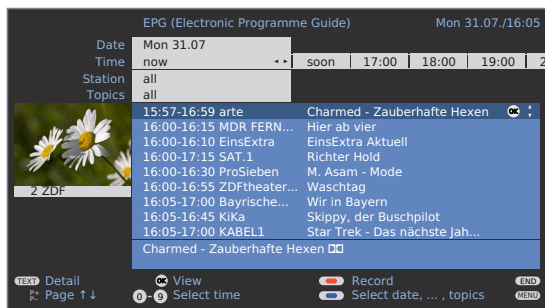 EPG (Electronic Programme Guide) Mon 31.07./16:05
Date Mon 31.07
Time now soon 17:00 18:00 19:00 2
Station all
Topics all
15:57-16:59 arte Charmed - Zauberhafte Hexen OK
16:00-16:15 MDR FERN... Hier ab vier
16:00-16:10 EinsExtra EinsExtra Aktuell
16:00-17:15 SAT.1 Richter Hold
16:00-16:30 ProSieben M. Asam - Mode
16:00-16:55 ZDFtheater... Waschtag
16:05-17:00 Bayrische... Wir in Bayern
16:05-16:45 KiKa Skippy, der Buschpilot
16:05-17:00 KABEL1 Star Trek - Das nächste Jah...
2 ZDF
Charmed - Zauberhafte Hexen
TEXT Detail OK View Record END
P+ P- Page ↑↓ 0-9 Select time Select date, ... , topics MENU